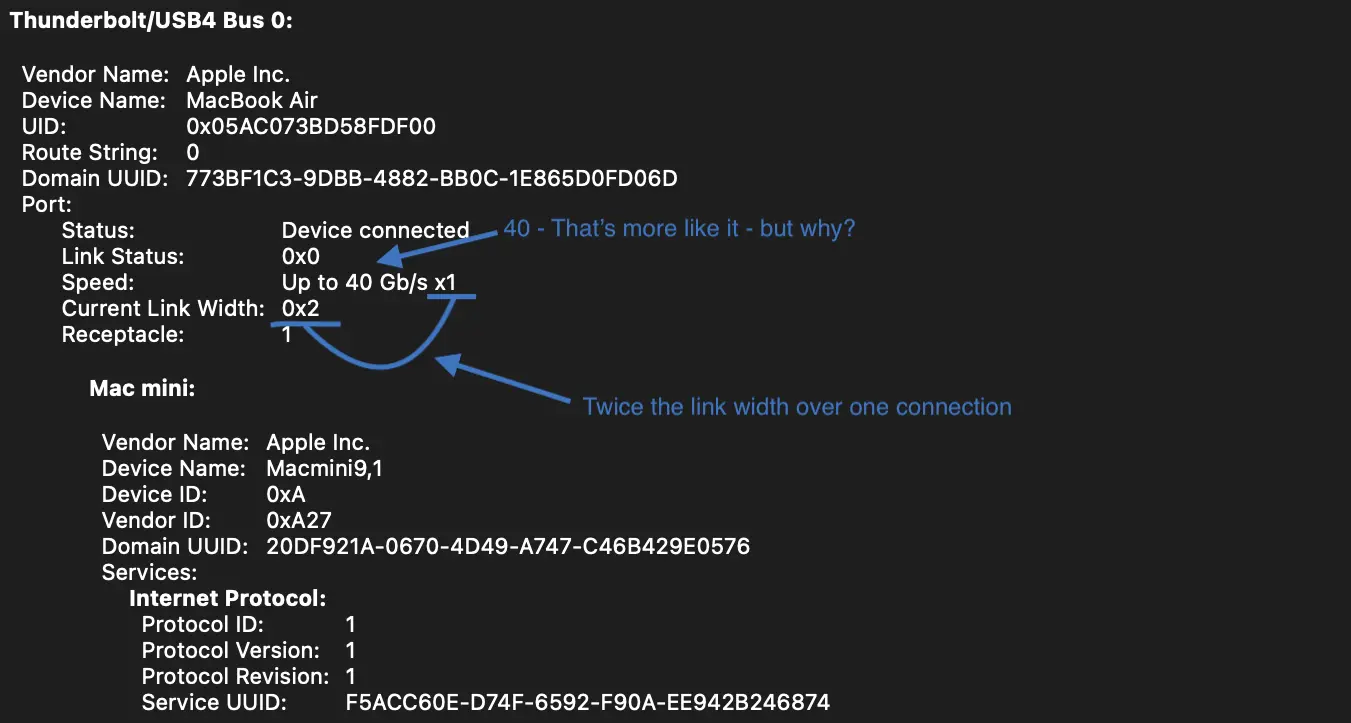 Thunderbolt/USB4 Bus 0:
Vendor Name: Apple Inc.
Device Name: MacBook Air
UID: 0x05AC073BD58FDF00
Route String: 0
Domain UUID: 773BF1C3-9DBB-4882-BB0C-1E865D0FD06D
Port:
Status: Device connected
40 - That's more like it - but why?
Link Status: 0x0
Speed: Up to 40 Gb/s x1
Current Link Width: 0x2
Receptacle: 1
Mac mini:
Twice the link width over one connection
Vendor Name: Apple Inc.
Device Name: Macmini9,1
Device ID: 0xA
Vendor ID: 0xA27
Domain UUID: 20DF921A-0670-4D49-A747-C46B429E0576
Services:
Internet Protocol:
Protocol ID: 1
Protocol Version: 1
Protocol Revision: 1
Service UUID: F5ACC60E-D74F-6592-F90A-EE942B246874